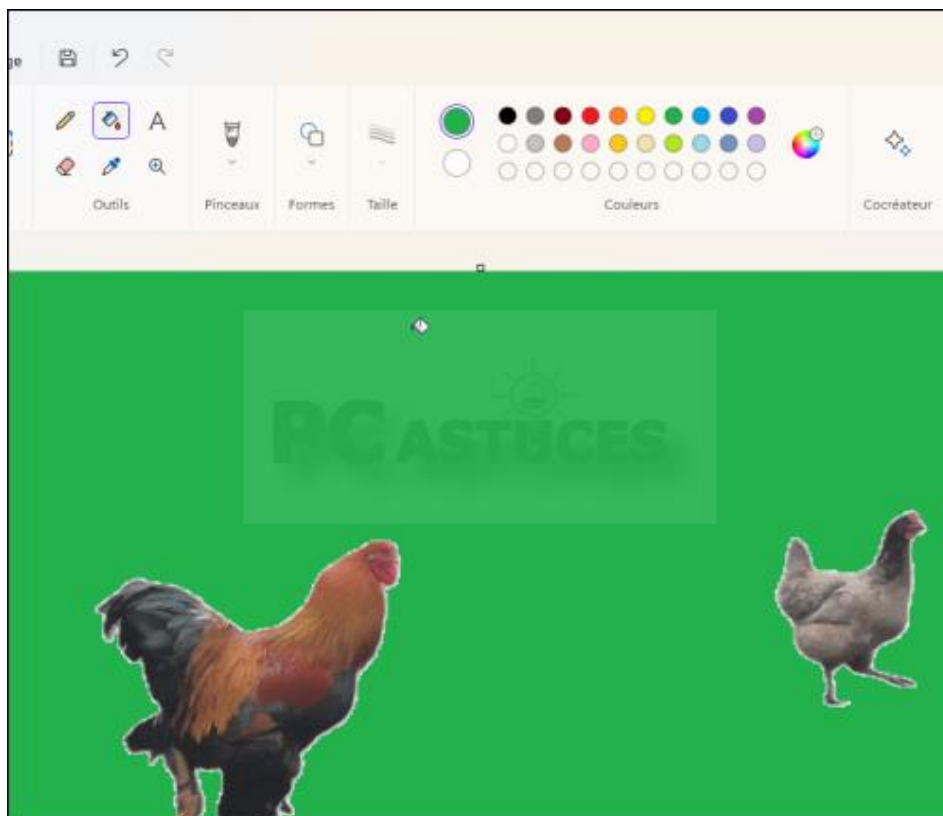 ge
Outils
Pinceaux
Formes
Taille
Couleurs
Cocréateur
PC ASTUCES